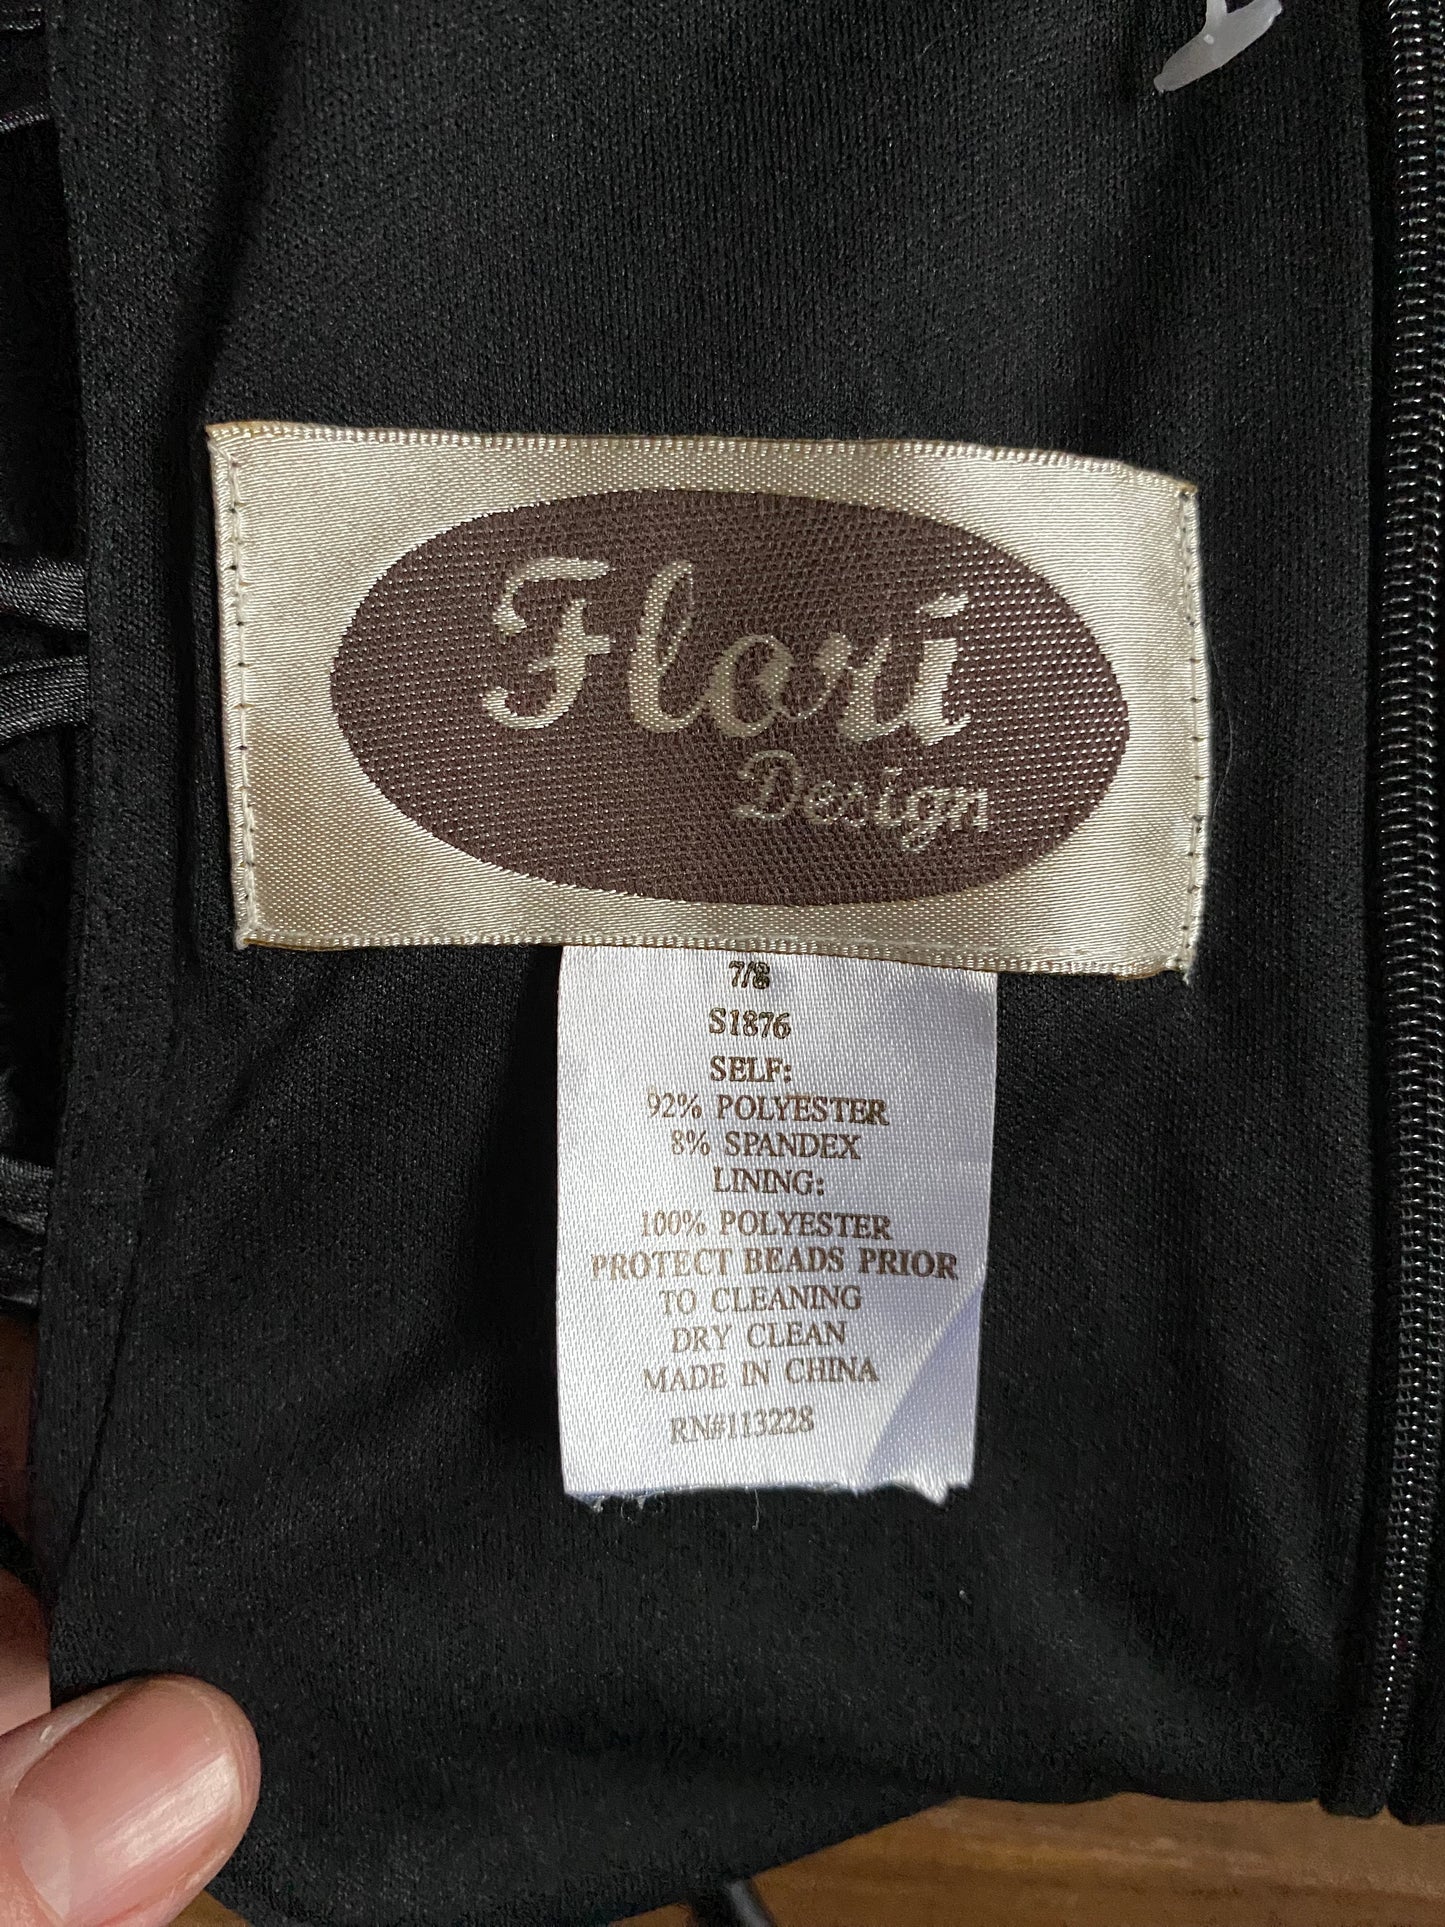 Flori
Design
7/8
S1876
SELF:
92% POLYESTER
8% SPANDEX
LINING:
100% POLYESTER
PROTECT BEADS PRIOR
TO CLEANING
DRY CLEAN
MADE IN CHINA
RN#113228